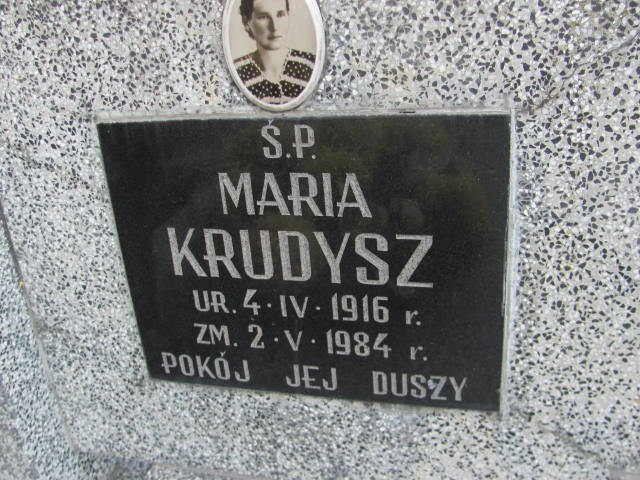 Ś.P.
MARIA
KRUDYSZ
UR. 4·IV·1916 r.
ZM. 2·V·1984 r.
POKÓJ JEJ DUSZY